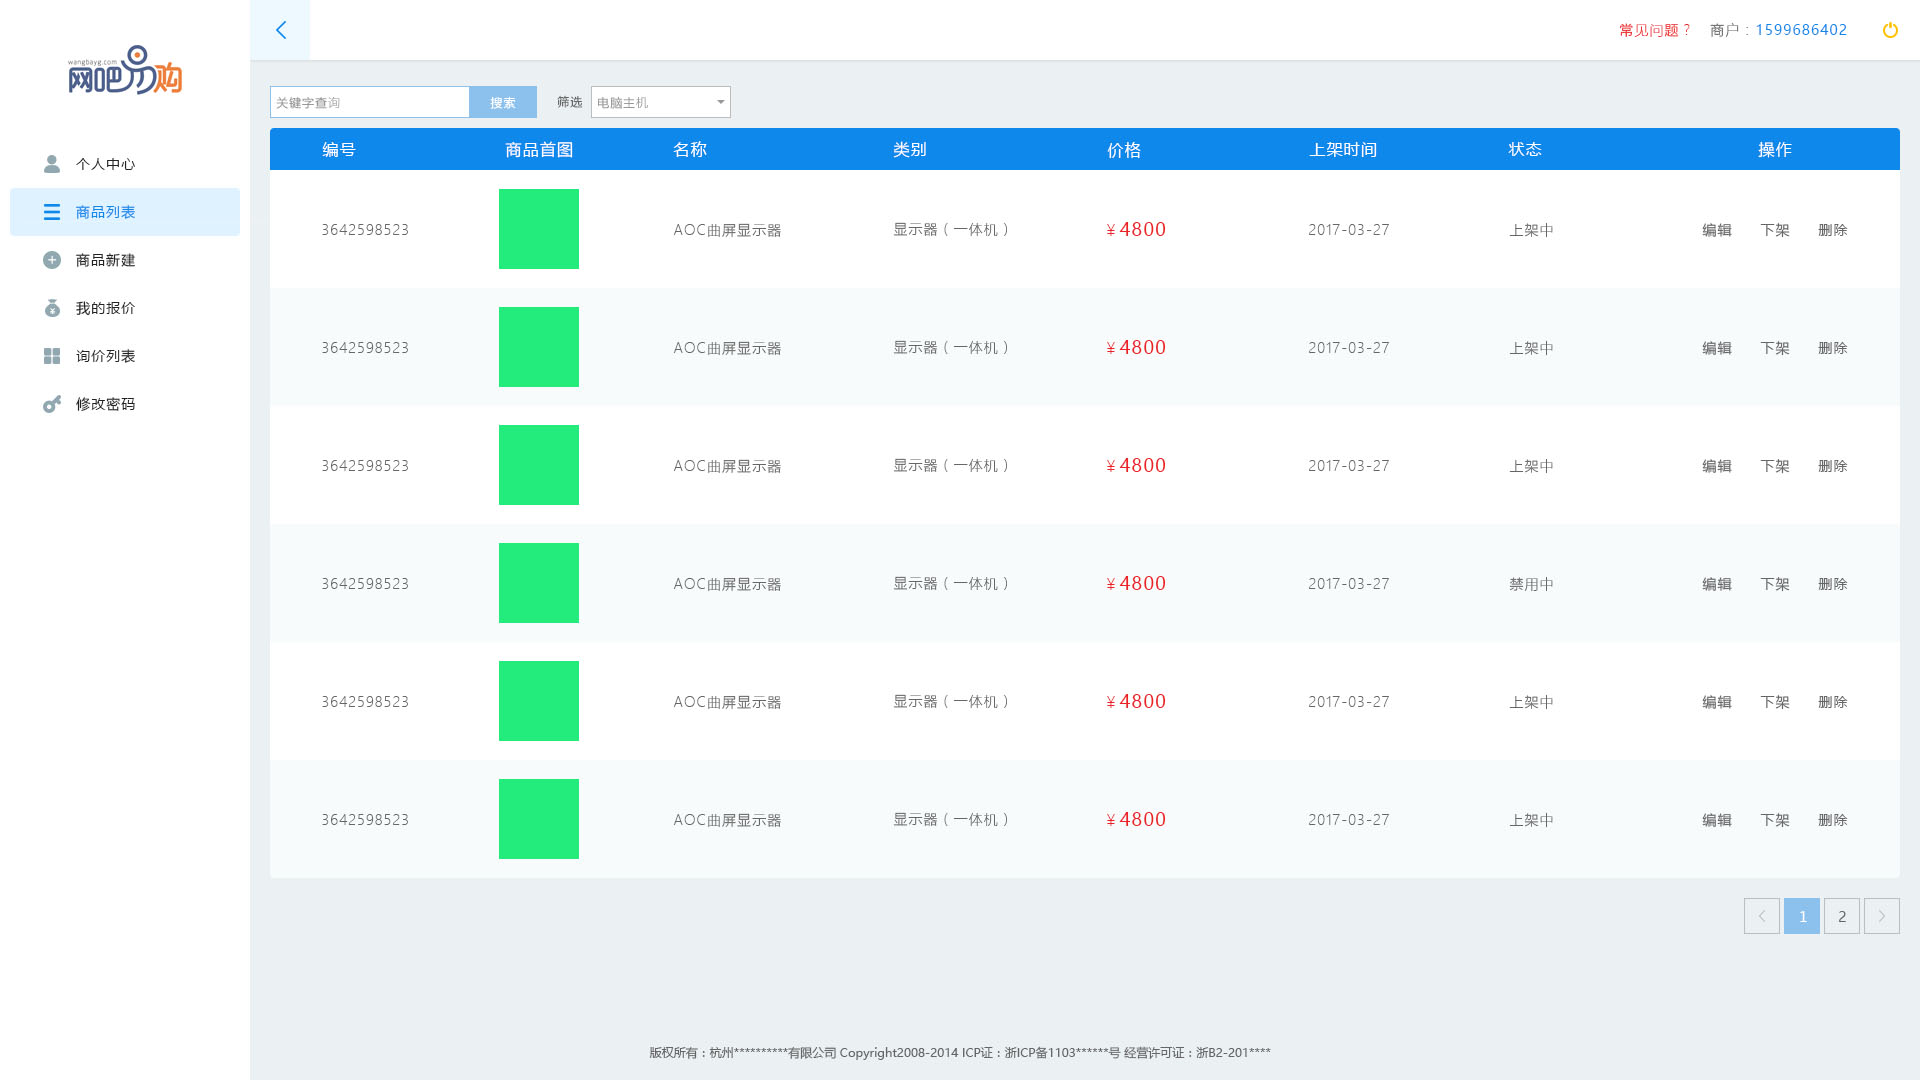 常见问题？ 商户：1599686402
wangbayg.com
网吧易购
个人中心
商品列表
商品新建
我的报价
询价列表
修改密码
关键字查询 搜索 筛选 电脑主机
编号 商品首图 名称 类别 价格 上架时间 状态 操作
3642598523 AOC曲屏显示器 显示器（一体机） ¥4800 2017-03-27 上架中 编辑 下架 删除
3642598523 AOC曲屏显示器 显示器（一体机） ¥4800 2017-03-27 上架中 编辑 下架 删除
3642598523 AOC曲屏显示器 显示器（一体机） ¥4800 2017-03-27 上架中 编辑 下架 删除
3642598523 AOC曲屏显示器 显示器（一体机） ¥4800 2017-03-27 禁用中 编辑 下架 删除
3642598523 AOC曲屏显示器 显示器（一体机） ¥4800 2017-03-27 上架中 编辑 下架 删除
3642598523 AOC曲屏显示器 显示器（一体机） ¥4800 2017-03-27 上架中 编辑 下架 删除
1 2
版权所有：杭州**********有限公司 Copyright2008-2014 ICP证：浙ICP备1103******号 经营许可证：浙B2-201****